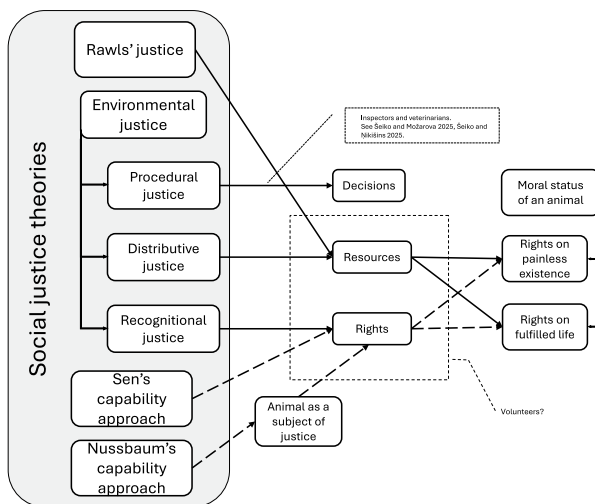 Social justice theories
Rawls' justice
Environmental
justice
Procedural
justice
Distributive
justice
Recognitional
justice
Sen's
capability
approach
Nussbaum's
capability
approach
Inspectors and veterinarians.
See Šeiko and Možarova 2025, Šeiko and
Ņikišins 2025.
Decisions
Resources
Rights
Animal as a
subject of
justice
Moral status
of an animal
Rights on
painless
existence
Rights on
fulfilled life
Volunteers?